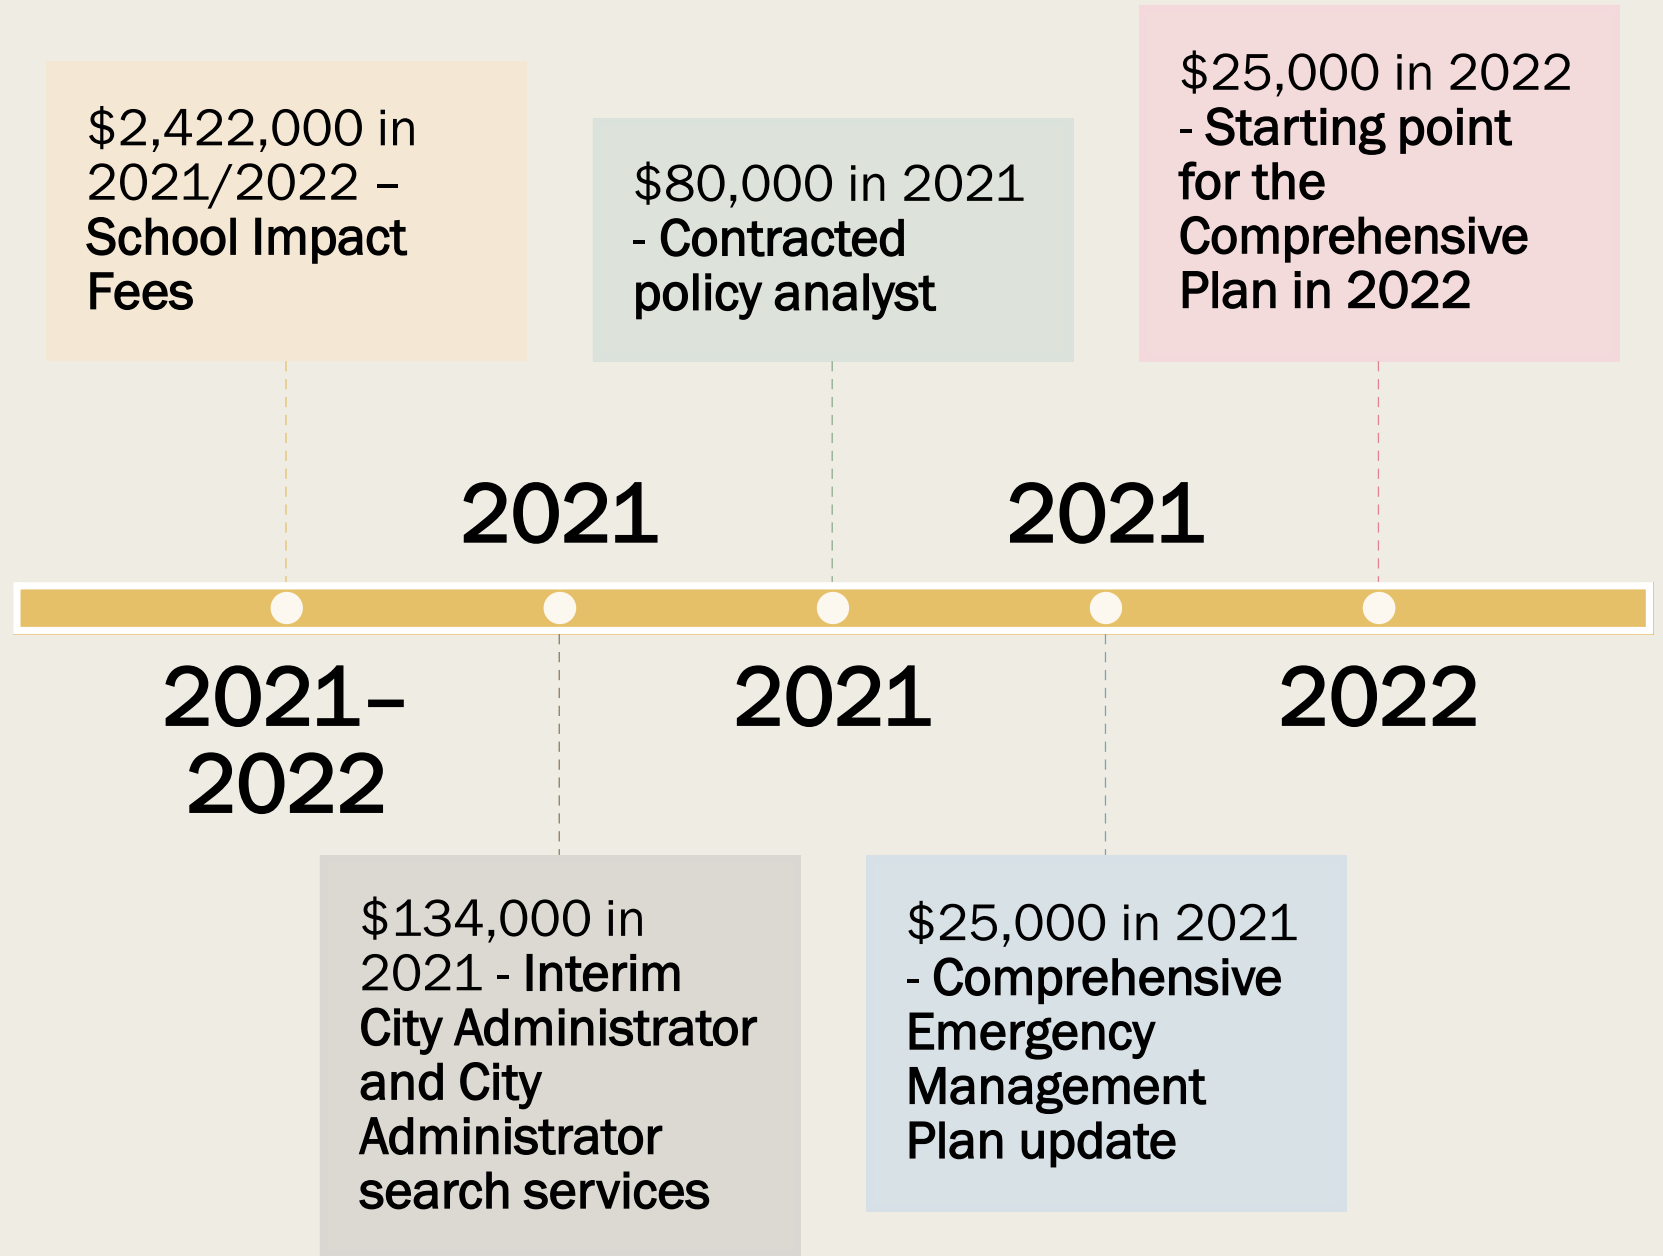 $2,422,000 in
2021/2022 –
School Impact
Fees
$80,000 in 2021
- Contracted
policy analyst
$25,000 in 2022
- Starting point
for the
Comprehensive
Plan in 2022
2021
2021
2021–
2022
2021
2022
$134,000 in
2021 - Interim
City Administrator
and City
Administrator
search services
$25,000 in 2021
- Comprehensive
Emergency
Management
Plan update